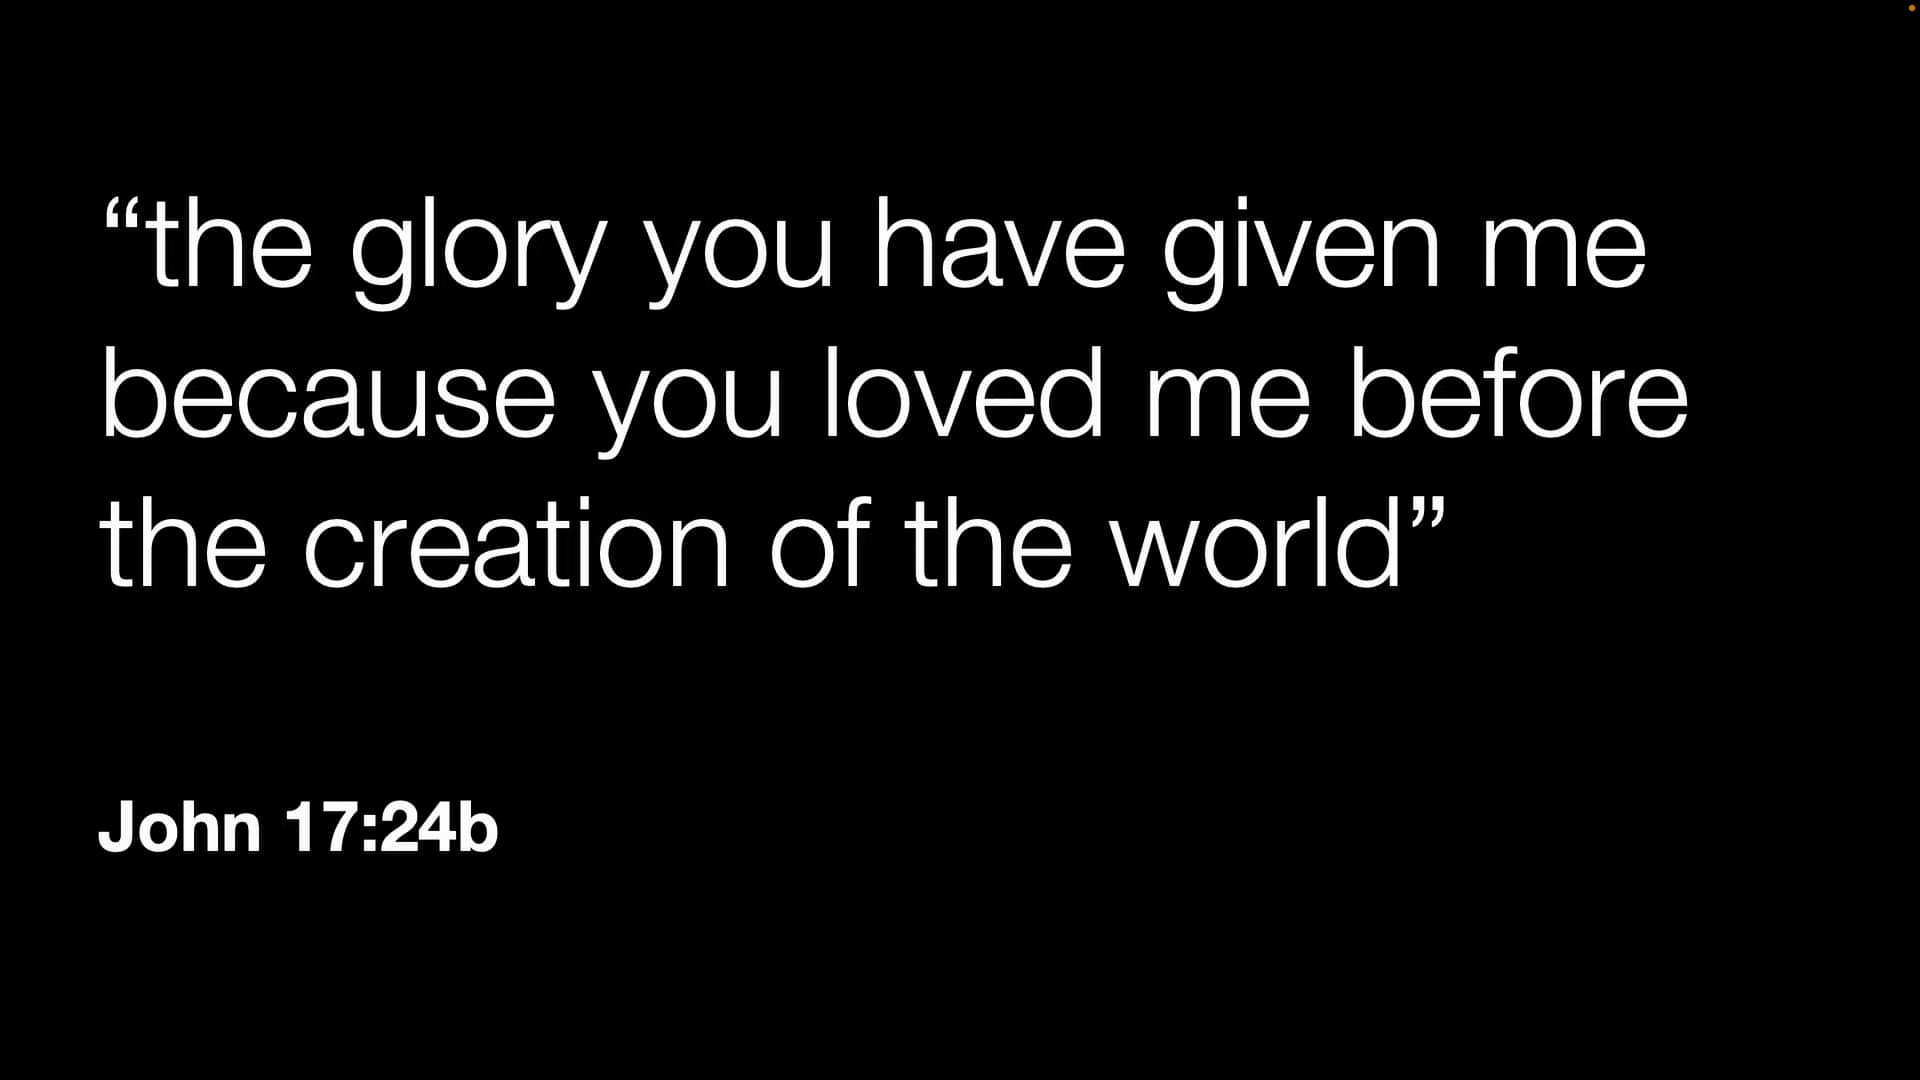 “the glory you have given me
because you loved me before
the creation of the world”
John 17:24b